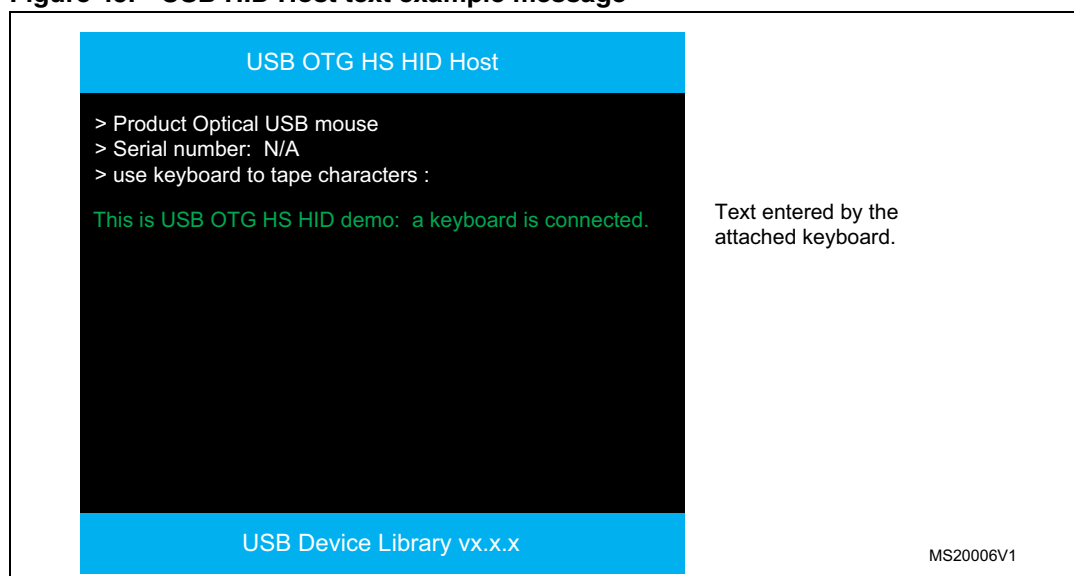 Figure USB HID Host text example message
USB OTG HS HID Host
> Product Optical USB mouse
> Serial number: N/A
> use keyboard to tape characters :
This is USB OTG HS HID demo: a keyboard is connected.
Text entered by the
attached keyboard.
USB Device Library vx.x.x
MS20006V1